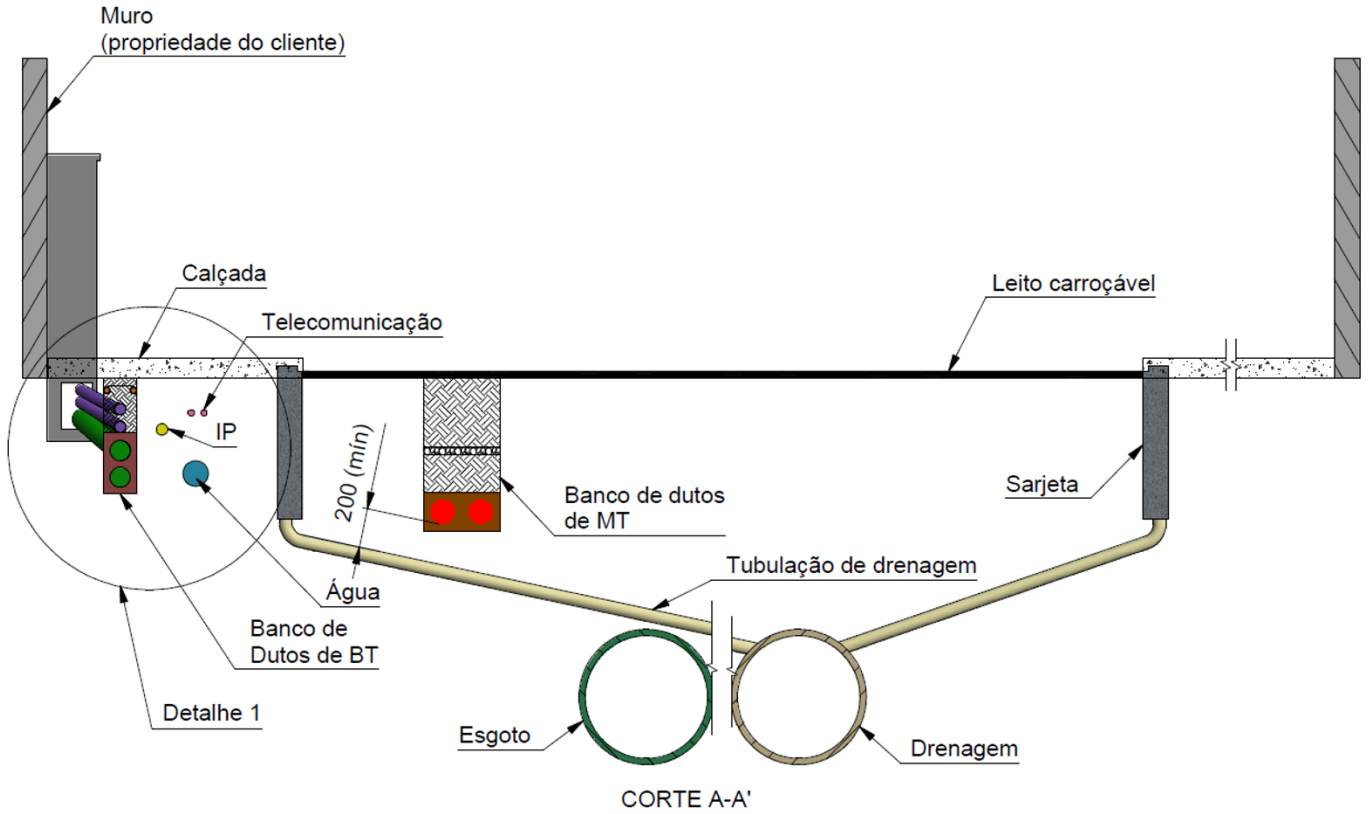 Muro
(propriedade do cliente)
Calçada
Telecomunicação
Leito carroçável
IP
200 (mín)
Banco de dutos
de MT
Sarjeta
Tubulação de drenagem
Água
Banco de
Dutos de BT
Detalhe 1
Esgoto
Drenagem
CORTE A-A'